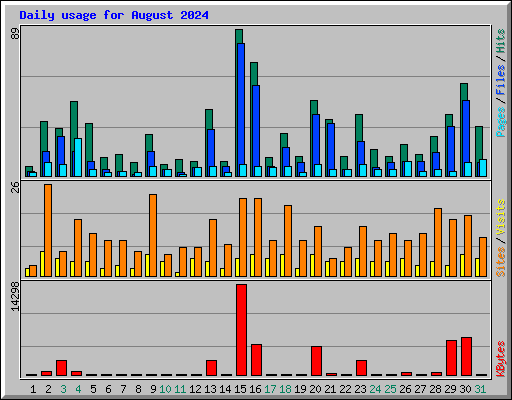 Daily usage for August 2024
89
Pages / Files / Hits
26
Sites / Visits
14298
KBytes
1 2 3 4 5 6 7 8 9 10 11 12 13 14 15 16 17 18 19 20 21 22 23 24 25 26 27 28 29 30 31